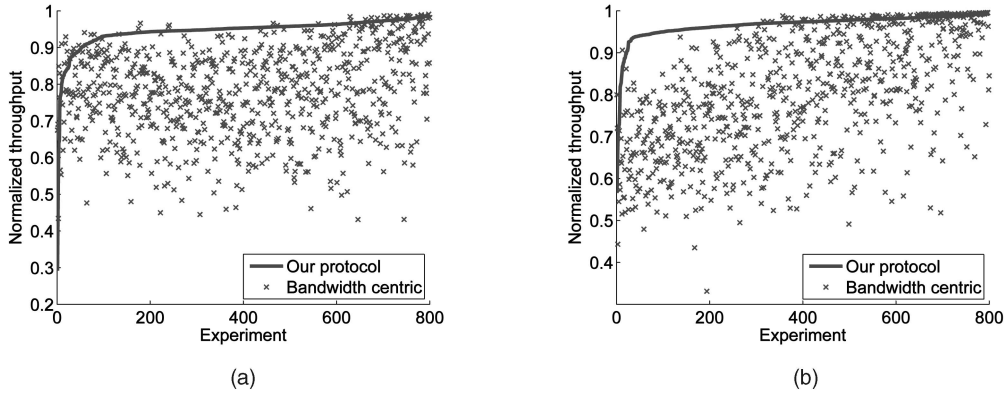 1
0.9
0.8
0.7
0.6
0.5
0.4
0.3
0.2
0 200 400 600 800
Normalized throughput
Experiment
Our protocol
Bandwidth centric
(a)
1
0.9
0.8
0.7
0.6
0.5
0.4
0 200 400 600 800
Normalized throughput
Experiment
Our protocol
Bandwidth centric
(b)